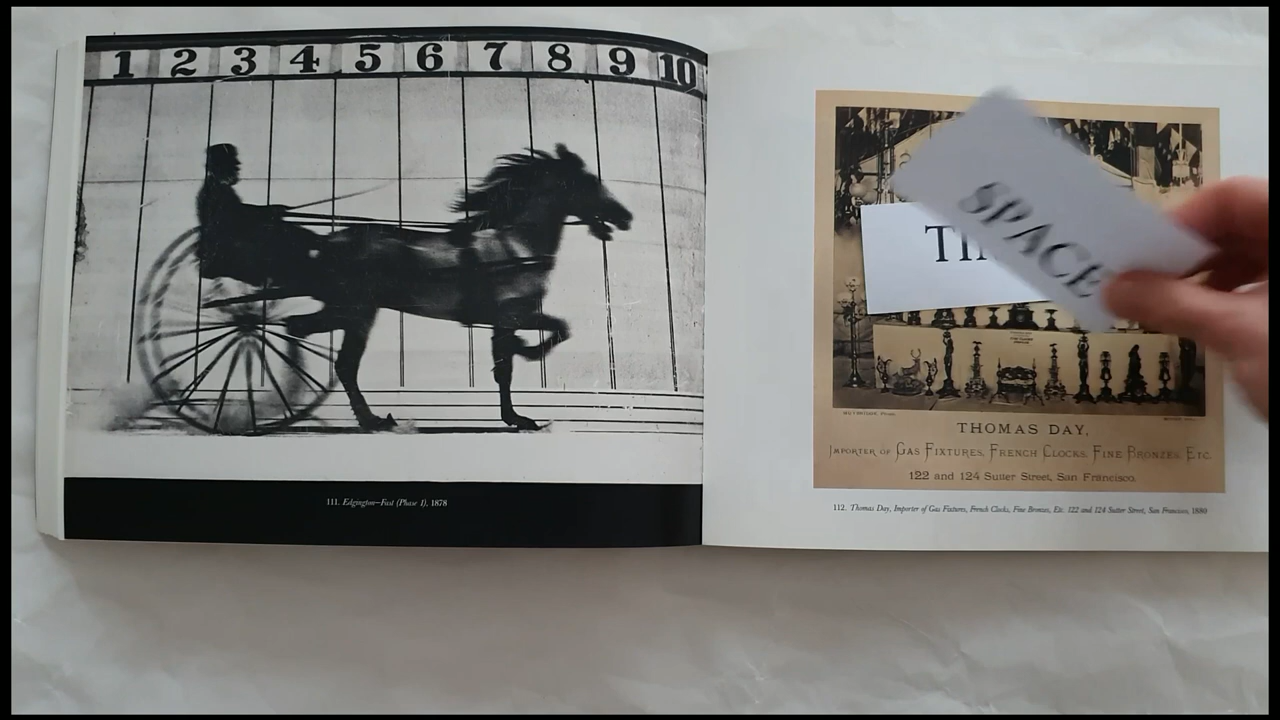 1 2 3 4 5 6 7 8 9 10
111. Edgington—Fast (Phase 1), 1878
SPACE
THOMAS DAY,
IMPORTER OF GAS FIXTURES, FRENCH CLOCKS, FINE BRONZES, ETC.
122 and 124 Sutter Street, San Francisco.
112. Thomas Day, Importer of Gas Fixtures, French Clocks, Fine Bronzes, Etc. 122 and 124 Sutter Street, San Francisco, 1880